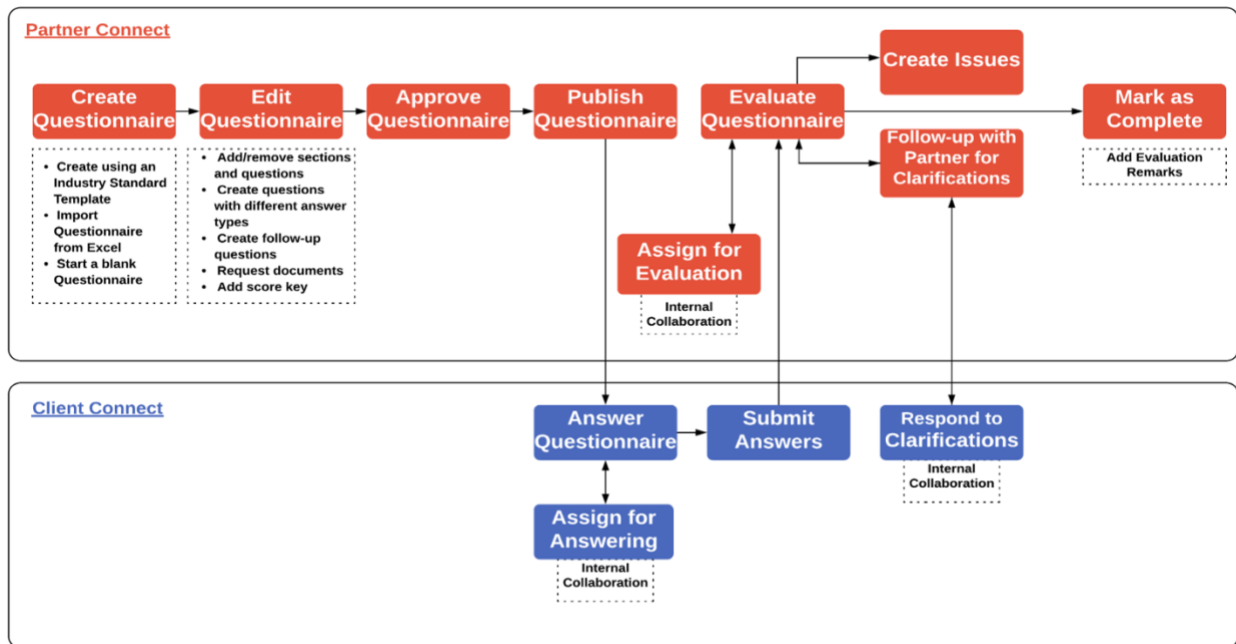 Partner Connect
Create
Questionnaire
• Create using an
Industry Standard
Template
• Import
Questionnaire
from Excel
• Start a blank
Questionnaire
Edit
Questionnaire
• Add/remove sections
and questions
• Create questions
with different answer
types
• Create follow-up
questions
• Request documents
• Add score key
Approve
Questionnaire
Publish
Questionnaire
Evaluate
Questionnaire
Create Issues
Follow-up with
Partner for
Clarifications
Mark as
Complete
Add Evaluation
Remarks
Assign for
Evaluation
Internal
Collaboration
Client Connect
Answer
Questionnaire
Submit
Answers
Respond to
Clarifications
Internal
Collaboration
Assign for
Answering
Internal
Collaboration